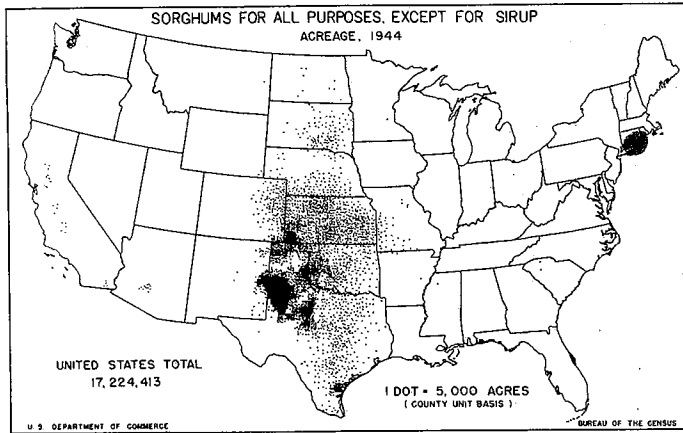 SORGHUMS FOR ALL PURPOSES, EXCEPT FOR SIRUP
ACREAGE, 1944
UNITED STATES TOTAL
17,224,413
1 DOT = 5,000 ACRES
( COUNTY UNIT BASIS )
U. S. DEPARTMENT OF COMMERCE
BUREAU OF THE CENSUS